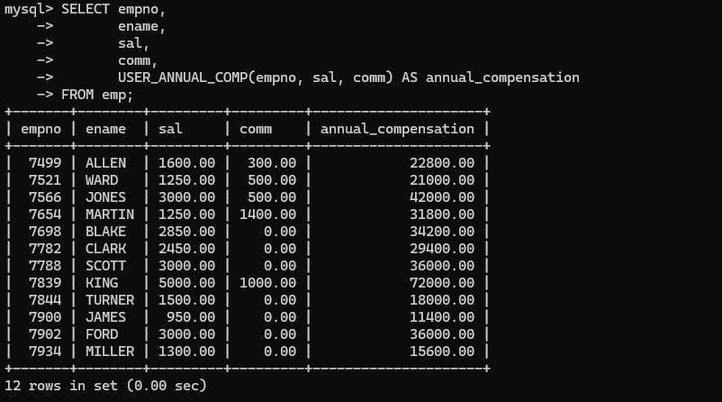 mysql> SELECT empno,
    ->        ename,
    ->        sal,
    ->        comm,
    ->        USER_ANNUAL_COMP(empno, sal, comm) AS annual_compensation
    -> FROM emp;
+-------+--------+---------+---------+---------------------+
| empno | ename  | sal     | comm    | annual_compensation |
+-------+--------+---------+---------+---------------------+
|  7499 | ALLEN  | 1600.00 |  300.00 |            22800.00 |
|  7521 | WARD   | 1250.00 |  500.00 |            21000.00 |
|  7566 | JONES  | 3000.00 |  500.00 |            42000.00 |
|  7654 | MARTIN | 1250.00 | 1400.00 |            31800.00 |
|  7698 | BLAKE  | 2850.00 |    0.00 |            34200.00 |
|  7782 | CLARK  | 2450.00 |    0.00 |            29400.00 |
|  7788 | SCOTT  | 3000.00 |    0.00 |            36000.00 |
|  7839 | KING   | 5000.00 | 1000.00 |            72000.00 |
|  7844 | TURNER | 1500.00 |    0.00 |            18000.00 |
|  7900 | JAMES  |  950.00 |    0.00 |            11400.00 |
|  7902 | FORD   | 3000.00 |    0.00 |            36000.00 |
|  7934 | MILLER | 1300.00 |    0.00 |            15600.00 |
+-------+--------+---------+---------+---------------------+
12 rows in set (0.00 sec)